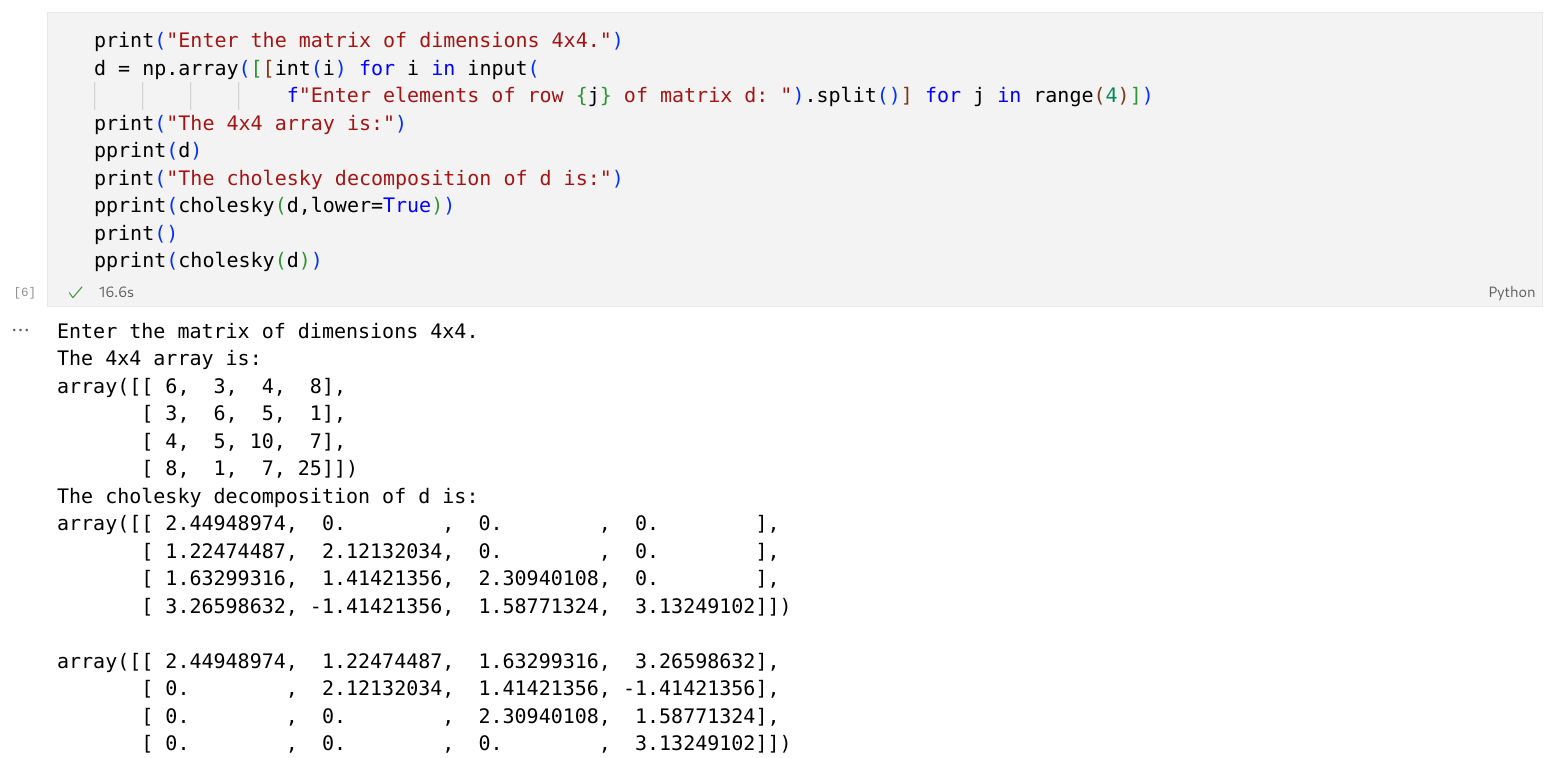 print("Enter the matrix of dimensions 4x4.")
d = np.array([[int(i) for i in input(
                f"Enter elements of row {j} of matrix d: ").split()] for j in range(4)])
print("The 4x4 array is:")
pprint(d)
print("The cholesky decomposition of d is:")
pprint(cholesky(d,lower=True))
print()
pprint(cholesky(d))
[6] ✓ 16.6s Python
... Enter the matrix of dimensions 4x4.
The 4x4 array is:
array([[ 6,  3,  4,  8],
       [ 3,  6,  5,  1],
       [ 4,  5, 10,  7],
       [ 8,  1,  7, 25]])
The cholesky decomposition of d is:
array([[ 2.44948974,  0.        ,  0.        ,  0.        ],
       [ 1.22474487,  2.12132034,  0.        ,  0.        ],
       [ 1.63299316,  1.41421356,  2.30940108,  0.        ],
       [ 3.26598632, -1.41421356,  1.58771324,  3.13249102]])
array([[ 2.44948974,  1.22474487,  1.63299316,  3.26598632],
       [ 0.        ,  2.12132034,  1.41421356, -1.41421356],
       [ 0.        ,  0.        ,  2.30940108,  1.58771324],
       [ 0.        ,  0.        ,  0.        ,  3.13249102]])